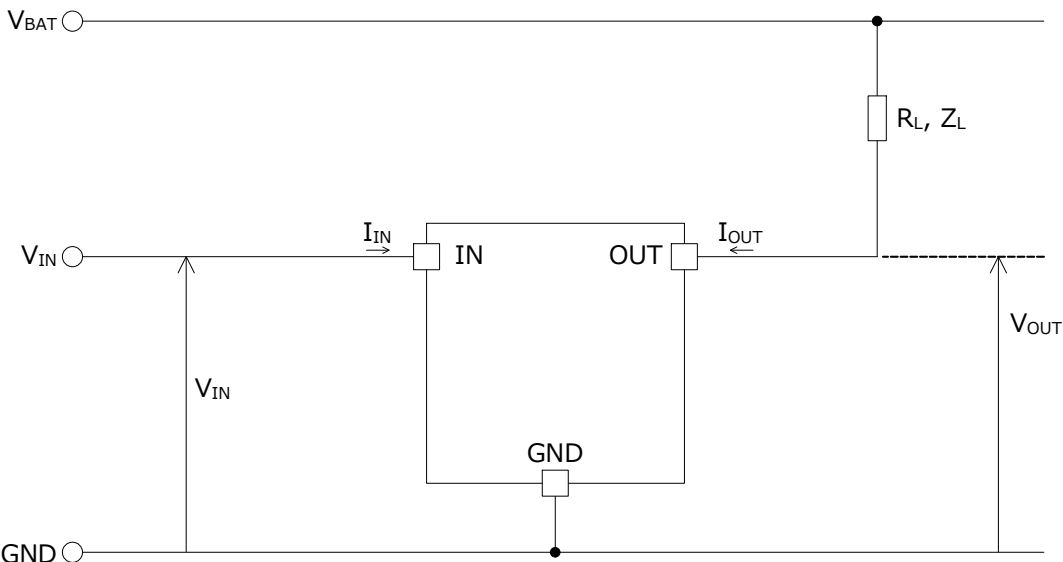 VBAT
RL, ZL
IIN
IOUT
VIN
IN
OUT
VOUT
VIN
GND
GND